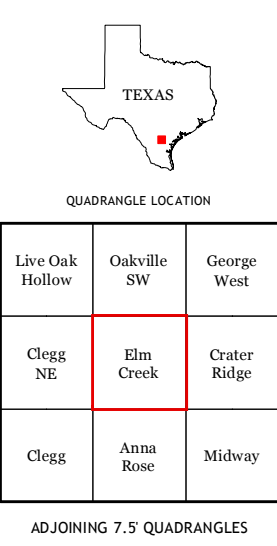 TEXAS
QUADRANGLE LOCATION
Live Oak
Hollow
Oakville
SW
George
West
Clegg
NE
Elm
Creek
Crater
Ridge
Clegg
Anna
Rose
Midway
ADJOINING 7.5' QUADRANGLES